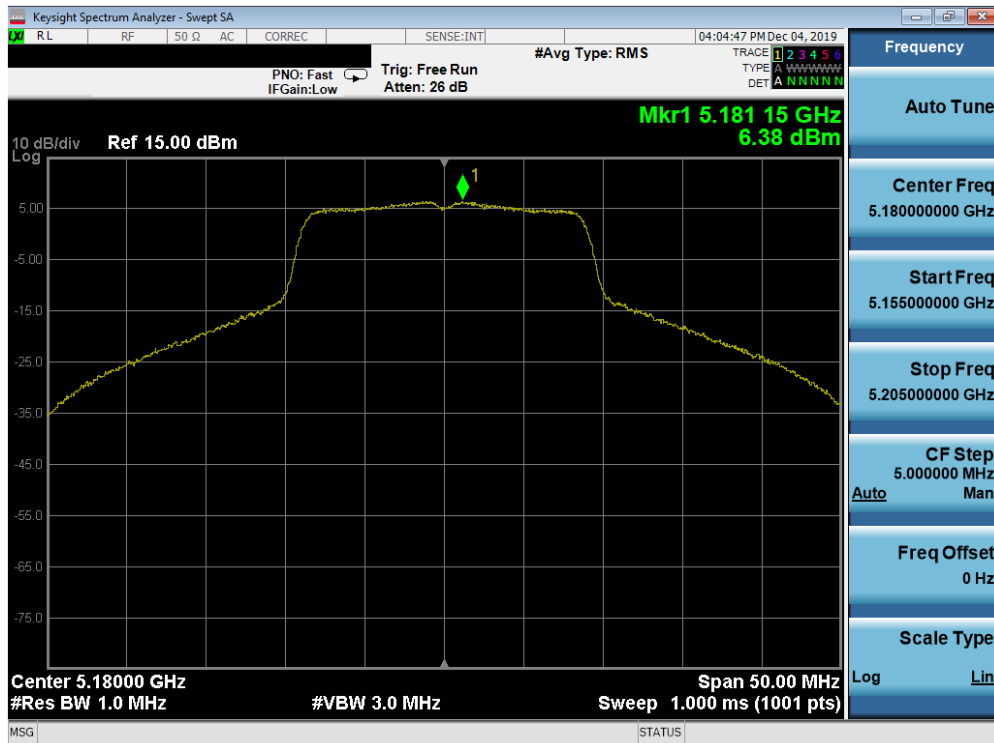 Keysight Spectrum Analyzer - Swept SA
LXI RL RF 50 Ω AC CORREC SENSE:INT 04:04:47 PM Dec 04, 2019
#Avg Type: RMS
TRACE 1 2 3 4 5 6
TYPE A WWWWW
DET A N N N N N
PNO: Fast
IFGain:Low
Trig: Free Run
Atten: 26 dB
Mkr1 5.181 15 GHz
6.38 dBm
10 dB/div
Log
Ref 15.00 dBm
1
5.00
-5.00
-15.0
-25.0
-35.0
-45.0
-55.0
-65.0
-75.0
Center 5.18000 GHz
Span 50.00 MHz
#Res BW 1.0 MHz
#VBW 3.0 MHz
Sweep 1.000 ms (1001 pts)
Frequency
Auto Tune
Center Freq
5.180000000 GHz
Start Freq
5.155000000 GHz
Stop Freq
5.205000000 GHz
CF Step
5.000000 MHz
Auto Man
Freq Offset
0 Hz
Scale Type
Log Lin
MSG
STATUS